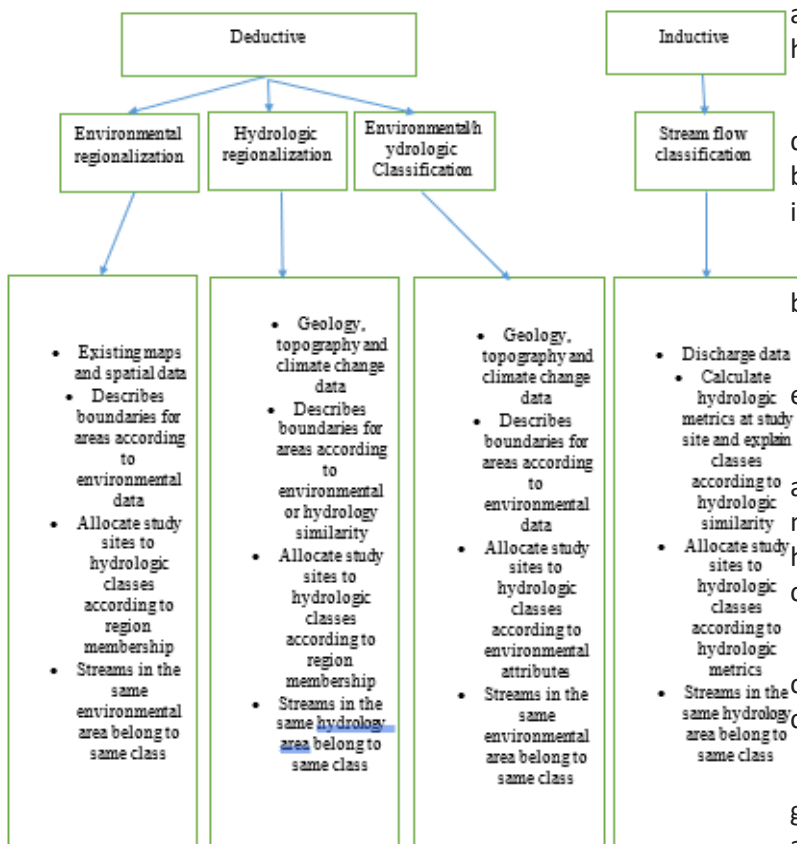 Deductive
Inductive
Environmental
regionalization
Hydrologic
regionalization
Environmental/h
ydrologic
Classification
Stream flow
classification
• Existing maps
and spatial data
• Describes
boundaries for
areas according
to
environmental
data
• Allocate study
sites to
hydrologic
classes
according to
region
membership
• Streams in the
same
environmental
area belong to
same class
• Geology,
topography and
climate change
data
• Describes
boundaries for
areas according
to
environmental
or hydrology
similarity
• Allocate study
sites to
hydrologic
classes
according to
region
membership
• Streams in the
same hydrology
area belong to
same class
• Geology,
topography and
climate change
data
• Describes
boundaries for
areas according
to
environmental
data
• Allocate study
sites to
hydrologic
classes
according to
environmental
attributes
• Streams in the
same
environmental
area belong to
same class
• Discharge data
• Calculate
hydrologic
metrics at study
site and explain
classes
according to
hydrologic
similarity
• Allocate study
sites to
hydrologic
classes
according to
hydrologic
metrics
• Streams in the
same hydrology
area belong to
same class